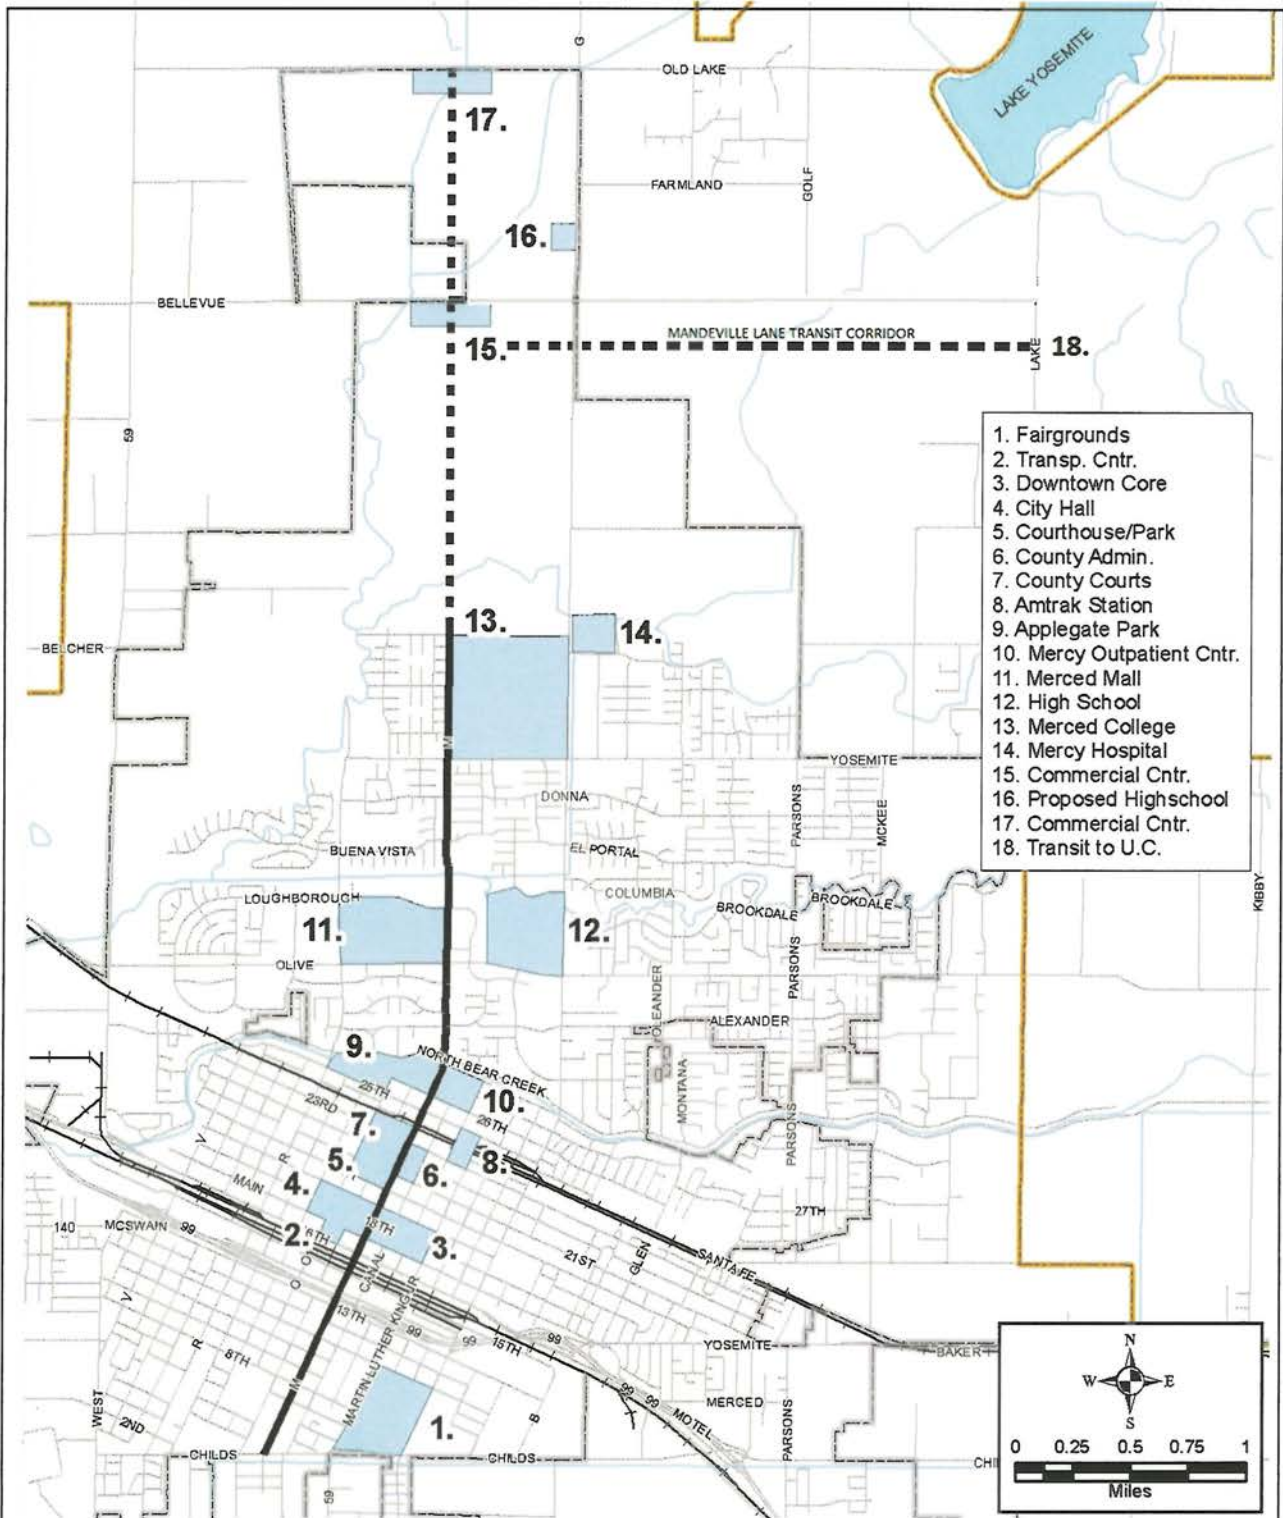 G
OLD LAKE
LAKE YOSEMITE
17.
FARMLAND
GOLF
16.
BELLEVUE
MANDEVILLE LANE TRANSIT CORRIDOR
15.
LAKE
18.
59
1. Fairgrounds
2. Transp. Cntr.
3. Downtown Core
4. City Hall
5. Courthouse/Park
6. County Admin.
7. County Courts
8. Amtrak Station
9. Applegate Park
10. Mercy Outpatient Cntr.
11. Merced Mall
12. High School
13. Merced College
14. Mercy Hospital
15. Commercial Cntr.
16. Proposed Highschool
17. Commercial Cntr.
18. Transit to U.C.
13.
14.
BELCHER
M
YOSEMITE
DONNA
PARSONS
MCKEE
BUENA VISTA
EL PORTAL
LOUGHBOROUGH
COLUMBIA
BROOKDALE
BROOKDALE
KIBBY
11.
12.
OLIVE
PARSONS
OLEANDER
ALEXANDER
9.
NORTH BEAR CREEK
25TH
23RD
10.
26TH
MONTANA
PARSONS
7.
V
R
5.
6.
8.
MAIN
4.
27TH
140
MCSWAIN
99
2.
16TH
18TH
3.
21ST
GLEN
SANTA FE
O
O
CANAL
V
13TH
MARTIN LUTHER KING JR
99
99
15TH
99
YOSEMITE
BAKER
R
8TH
M
99
99
MERCED
MOTEL
PARSONS
WEST
2ND
1.
B
CHILDS
CHILDS
CHI
59
N
W
E
S
0 0.25 0.5 0.75 1
Miles